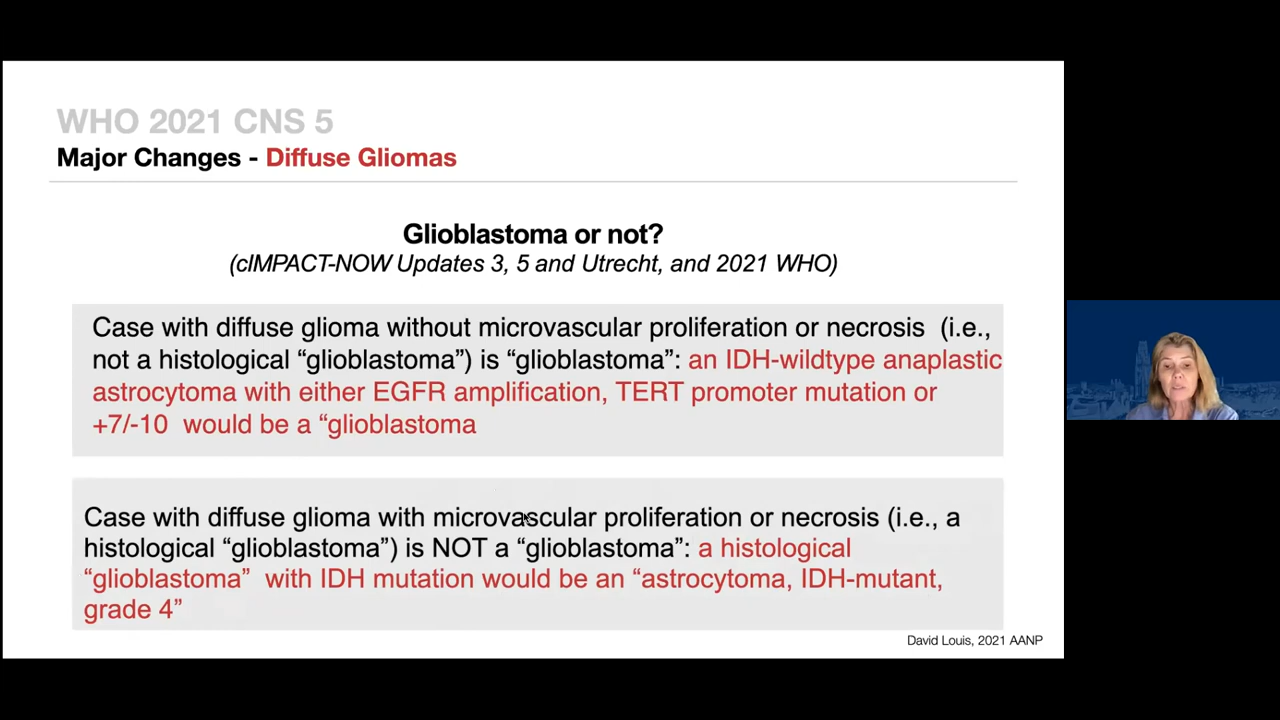 WHO 2021 CNS 5
Major Changes - Diffuse Gliomas
Glioblastoma or not?
(cIMPACT-NOW Updates 3, 5 and Utrecht, and 2021 WHO)
Case with diffuse glioma without microvascular proliferation or necrosis (i.e.,
not a histological “glioblastoma”) is “glioblastoma”: an IDH-wildtype anaplastic
astrocytoma with either EGFR amplification, TERT promoter mutation or
+7/-10 would be a “glioblastoma
Case with diffuse glioma with microvascular proliferation or necrosis (i.e., a
histological “glioblastoma”) is NOT a “glioblastoma”: a histological
“glioblastoma” with IDH mutation would be an “astrocytoma, IDH-mutant,
grade 4”
David Louis, 2021 AANP